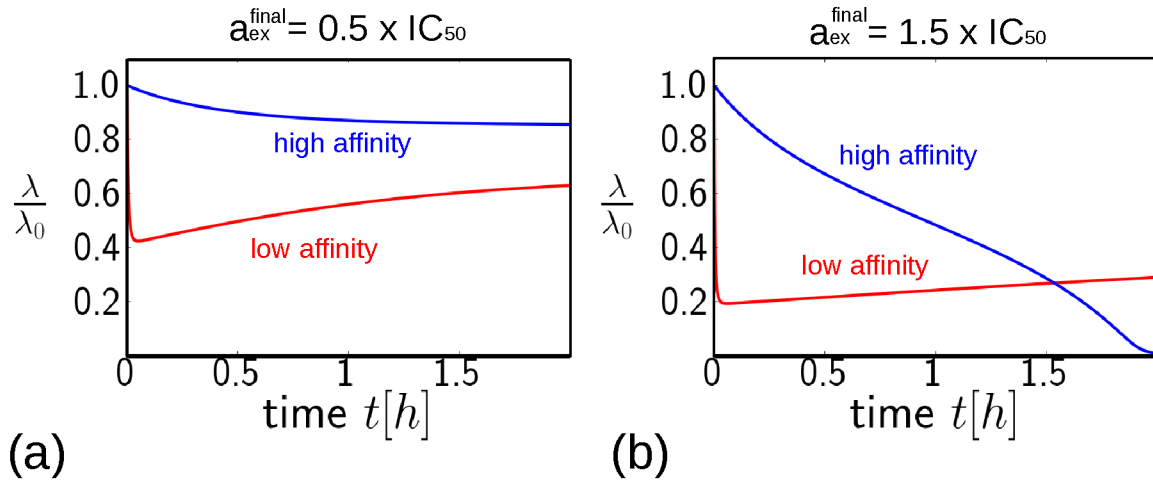 a_ex^final = 0.5 x IC₅₀
1.0
0.8
0.6
0.4
0.2
λ/λ₀
high affinity
low affinity
0 0.5 1 1.5
time t[h]
(a)
a_ex^final = 1.5 x IC₅₀
1.0
0.8
0.6
0.4
0.2
λ/λ₀
high affinity
low affinity
0 0.5 1 1.5
time t[h]
(b)